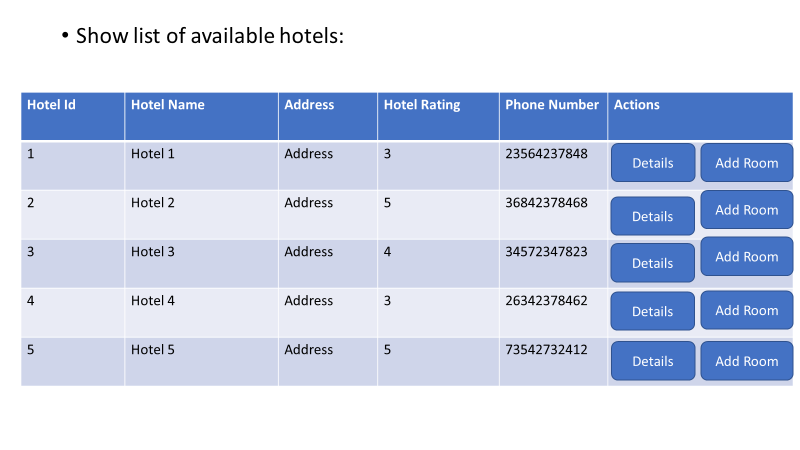 • Show list of available hotels:
Hotel Id Hotel Name Address Hotel Rating Phone Number Actions
1 Hotel 1 Address 3 23564237848 Details Add Room
2 Hotel 2 Address 5 36842378468 Details Add Room
3 Hotel 3 Address 4 34572347823 Details Add Room
4 Hotel 4 Address 3 26342378462 Details Add Room
5 Hotel 5 Address 5 73542732412 Details Add Room